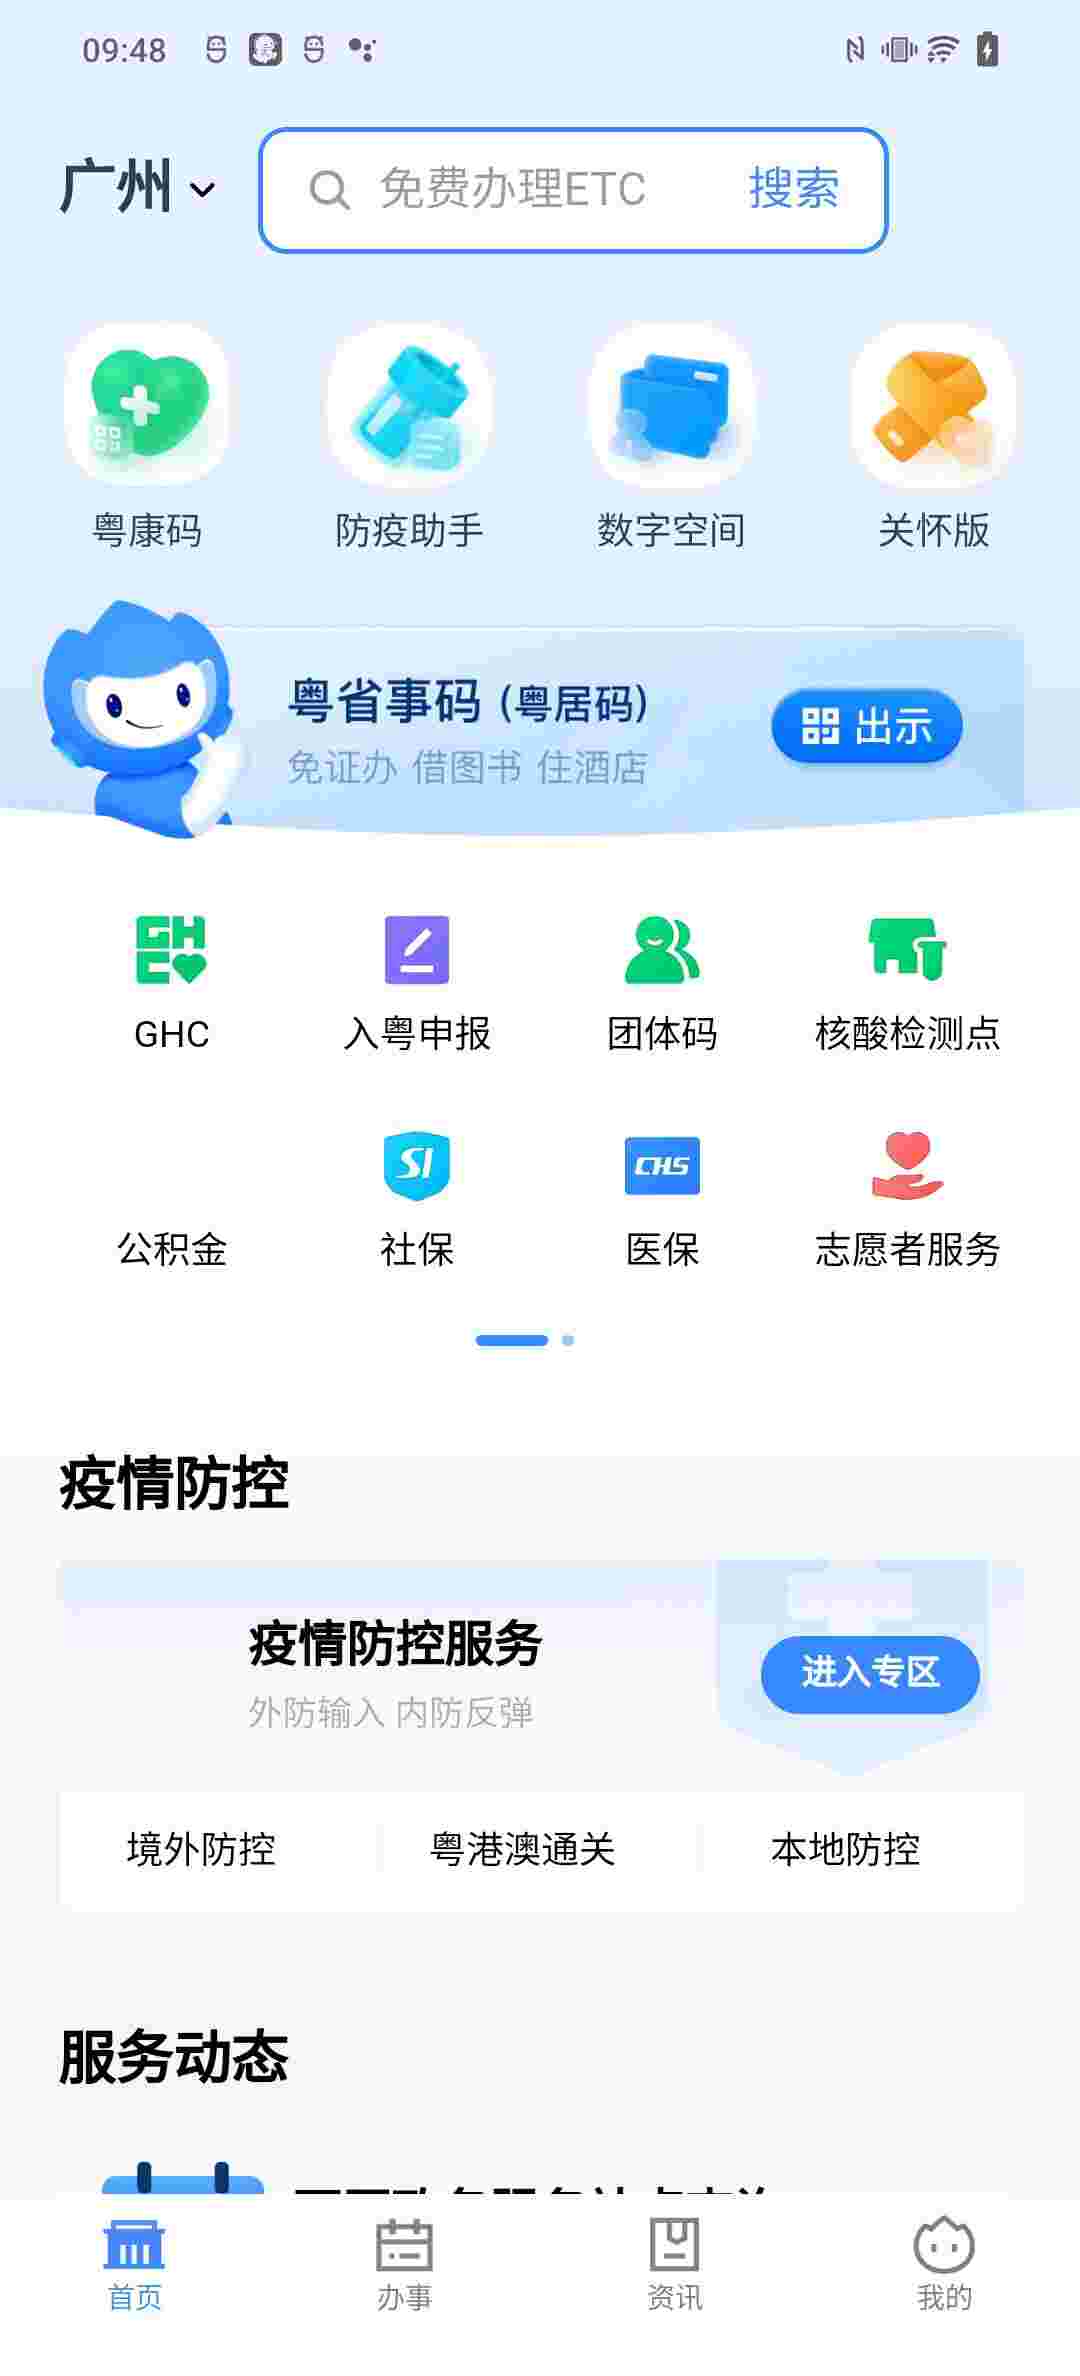 09:48
广州
免费办理ETC
搜索
粤康码
防疫助手
数字空间
关怀版
粤省事码 (粤居码)
免证办 借图书 住酒店
出示
GHC
GHC
入粤申报
团体码
核酸检测点
SI
CHS
公积金
社保
医保
志愿者服务
疫情防控
疫情防控服务
外防输入 内防反弹
进入专区
境外防控
粤港澳通关
本地防控
服务动态
首页
办事
资讯
我的